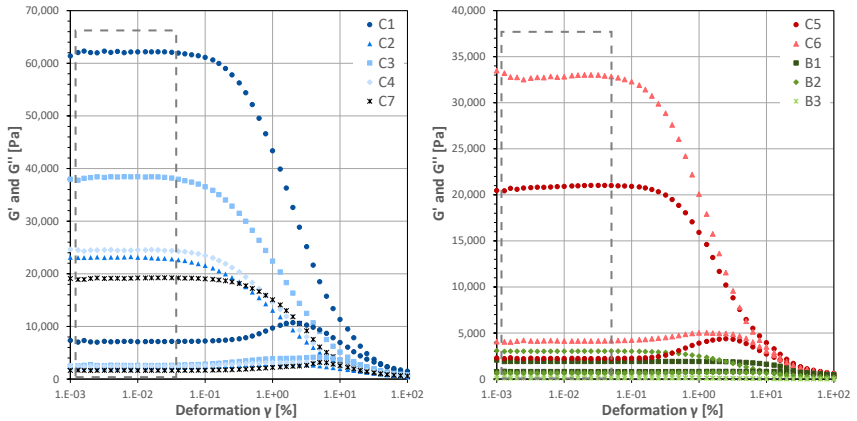 70,000
60,000
50,000
40,000
30,000
20,000
10,000
0
G' and G'' [Pa]
1.E-03 1.E-02 1.E-01 1.E+00 1.E+01 1.E+02
Deformation γ [%]
C1
C2
C3
C4
C7
40,000
35,000
30,000
25,000
20,000
15,000
10,000
5,000
0
G' and G'' [Pa]
1.E-03 1.E-02 1.E-01 1.E+00 1.E+01 1.E+02
Deformation γ [%]
C5
C6
B1
B2
B3